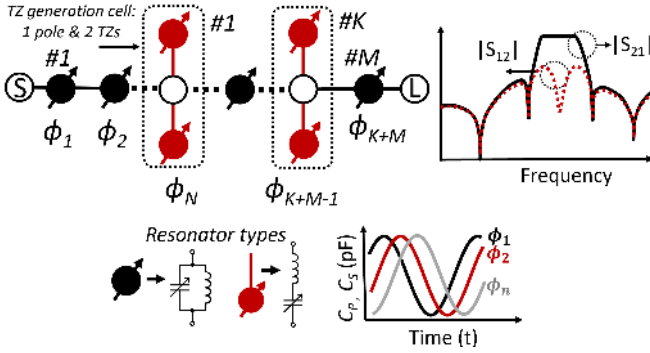 TZ generation cell:
1 pole & 2 TZs
#1
#K
#1
#M
S
L
ϕ1
ϕ2
ϕN
ϕK+M-1
ϕK+M
|S12|
|S21|
Frequency
Resonator types
CP, CS (pF)
ϕ1
ϕ2
ϕn
Time (t)